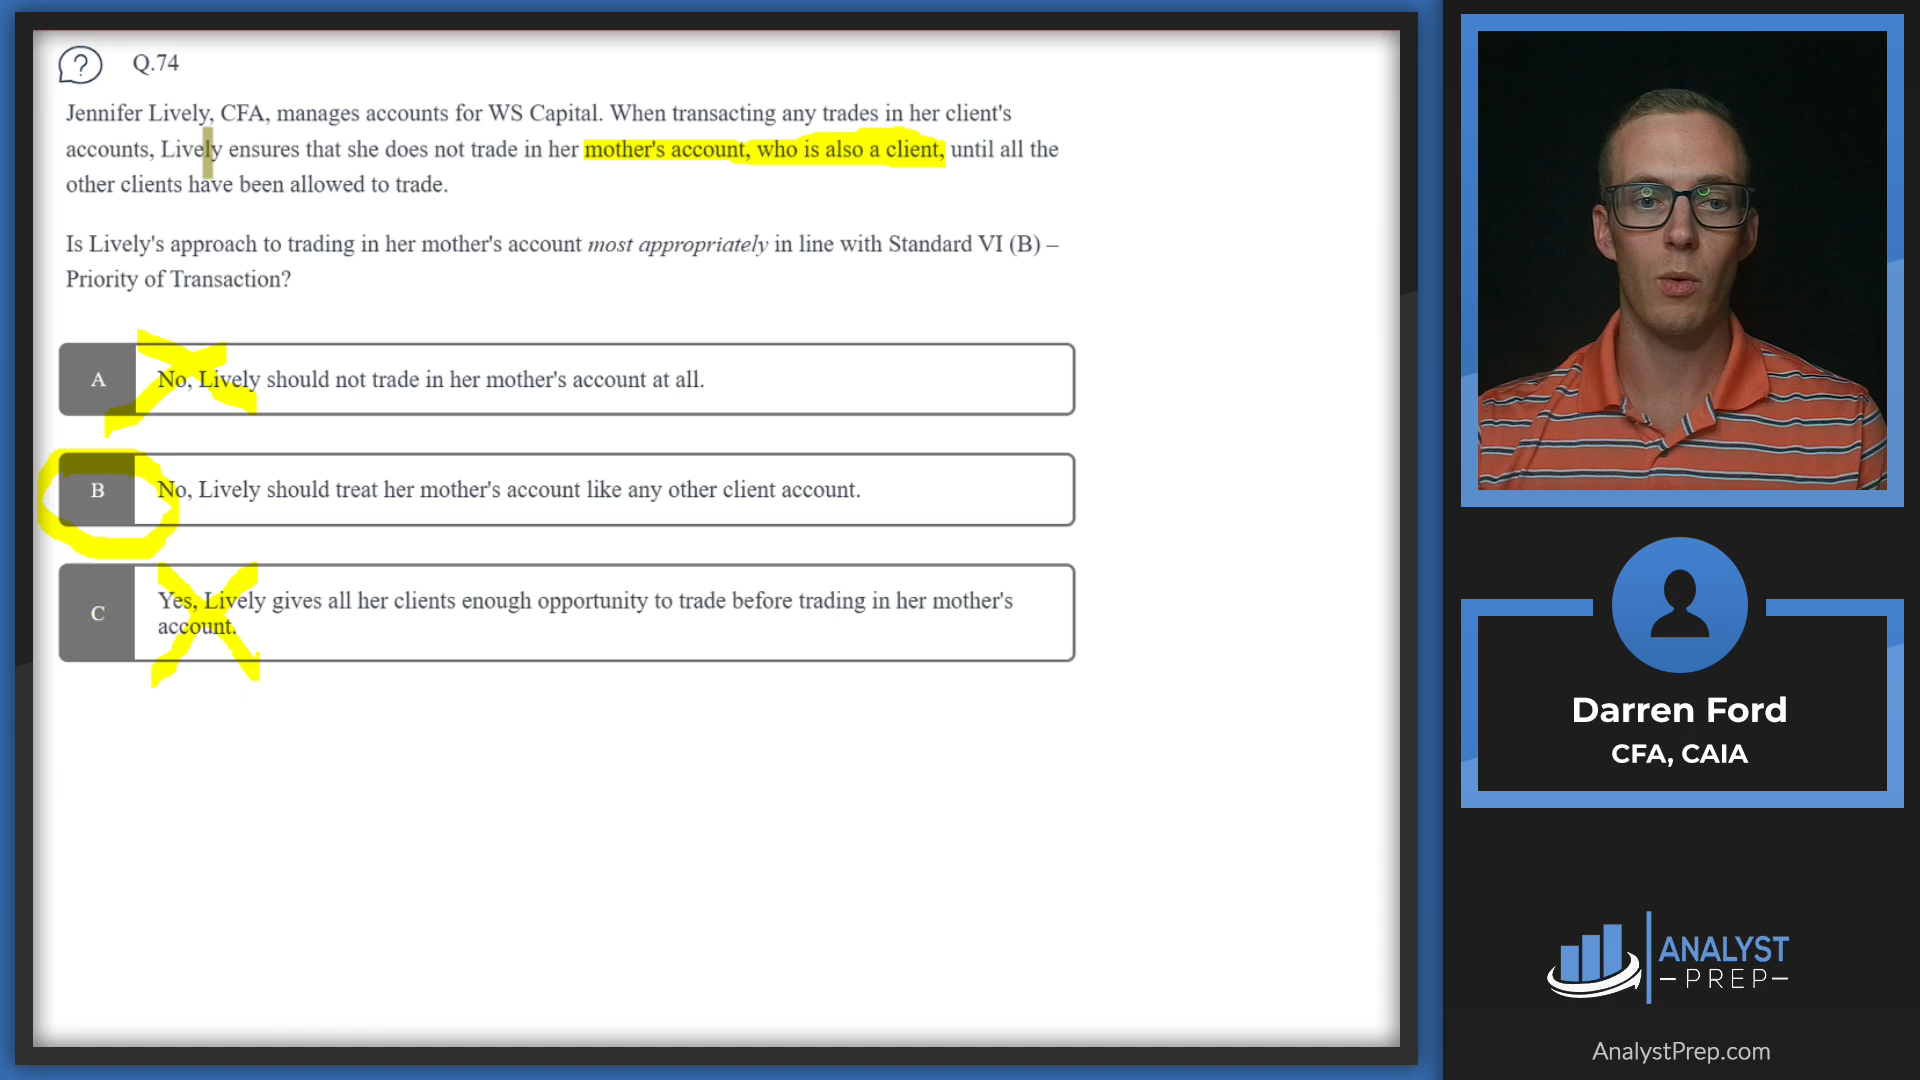 Q.74
Jennifer Lively, CFA, manages accounts for WS Capital. When transacting any trades in her client's
accounts, Lively ensures that she does not trade in her mother's account, who is also a client, until all the
other clients have been allowed to trade.
Is Lively's approach to trading in her mother's account most appropriately in line with Standard VI (B) –
Priority of Transaction?
A
No, Lively should not trade in her mother's account at all.
B
No, Lively should treat her mother's account like any other client account.
C
Yes, Lively gives all her clients enough opportunity to trade before trading in her mother's
account.
Darren Ford
CFA, CAIA
ANALYST
PREP
AnalystPrep.com